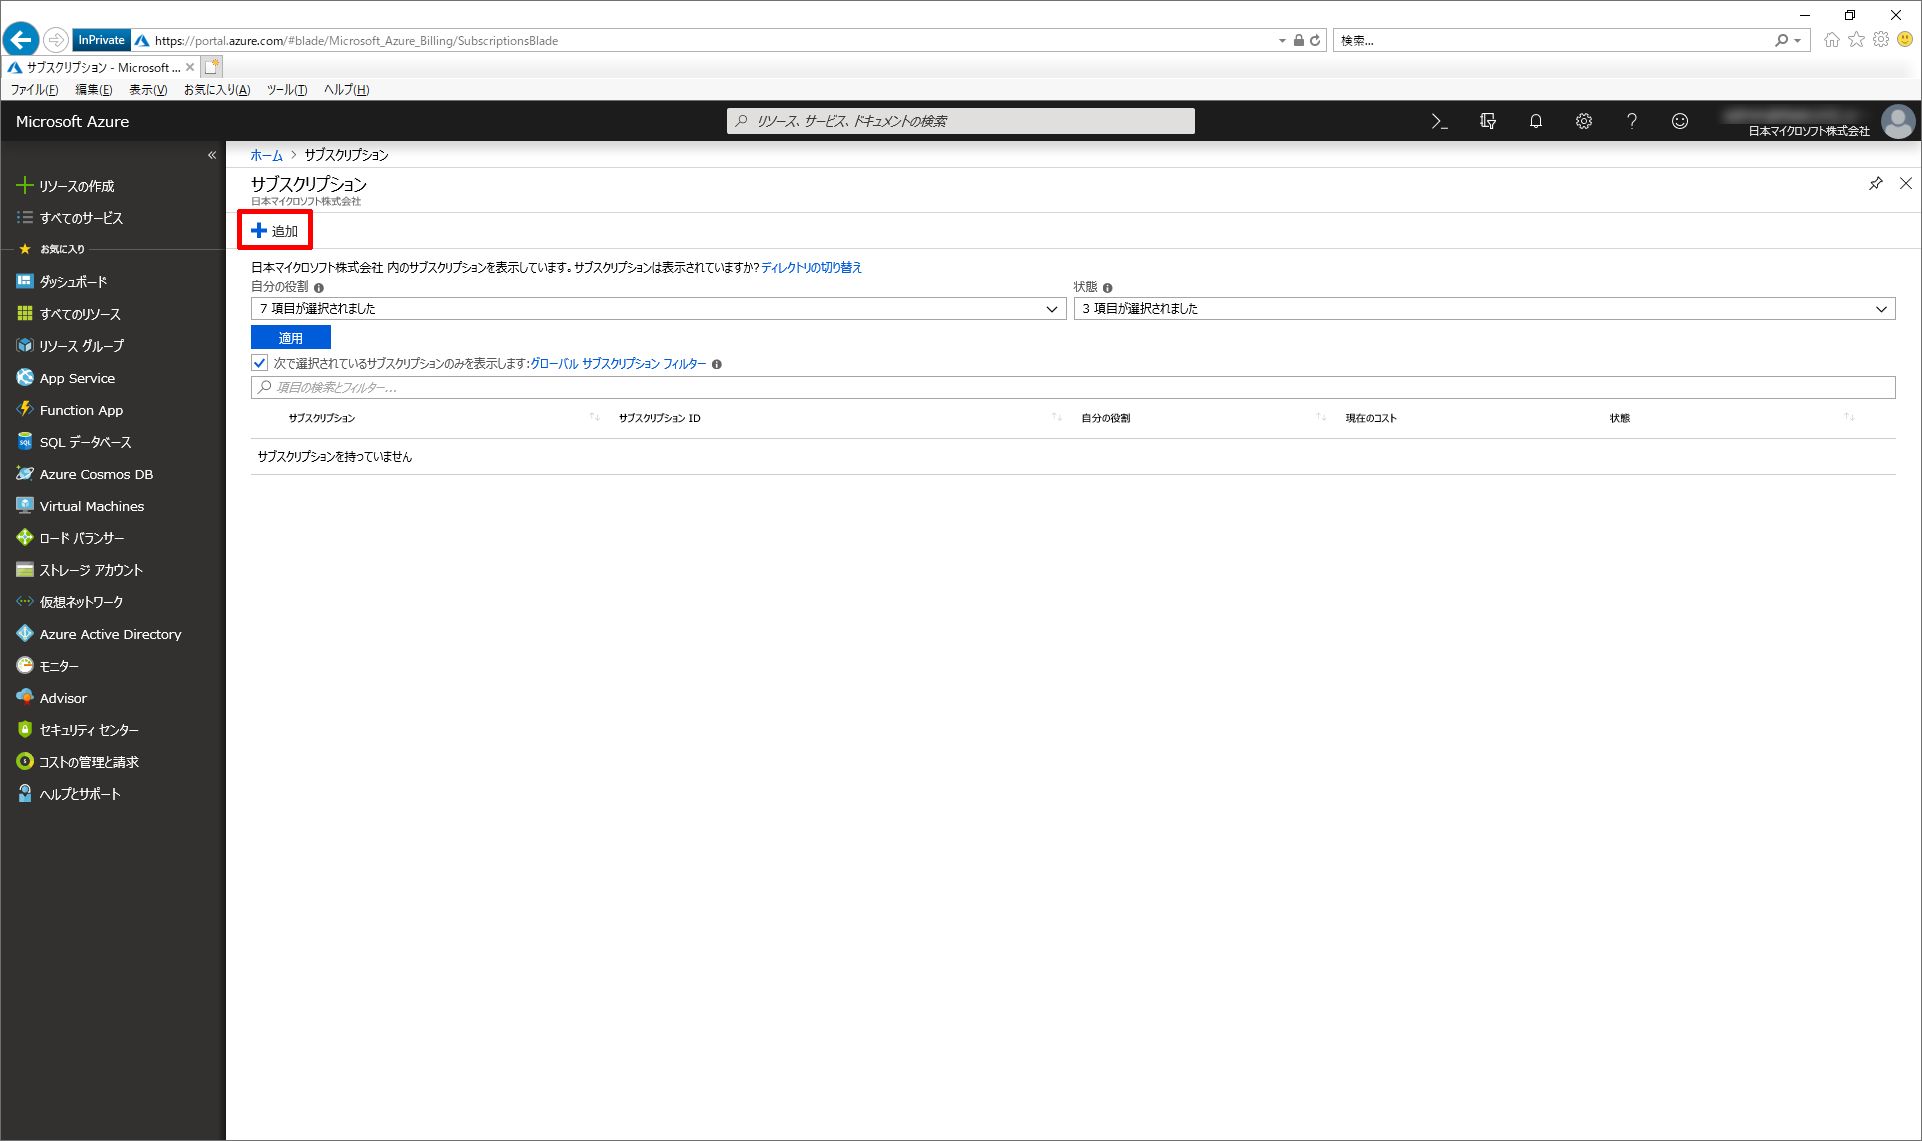 InPrivate https://portal.azure.com/#blade/Microsoft_Azure_Billing/SubscriptionsBlade 検索...
サブスクリプション - Microsoft ...
ファイル(F) 編集(E) 表示(V) お気に入り(A) ツール(T) ヘルプ(H)
Microsoft Azure リソース、サービス、ドキュメントの検索
日本マイクロソフト株式会社
リソースの作成
すべてのサービス
お気に入り
ダッシュボード
すべてのリソース
リソース グループ
App Service
Function App
SQL データベース
Azure Cosmos DB
Virtual Machines
ロード バランサー
ストレージ アカウント
仮想ネットワーク
Azure Active Directory
モニター
Advisor
セキュリティ センター
コストの管理と請求
ヘルプとサポート
ホーム > サブスクリプション
サブスクリプション
日本マイクロソフト株式会社
追加
日本マイクロソフト株式会社 内のサブスクリプションを表示しています。サブスクリプションは表示されていますか? ディレクトリの切り替え
自分の役割 状態
7 項目が選択されました 3 項目が選択されました
適用
次で選択されているサブスクリプションのみを表示します:グローバル サブスクリプション フィルター
項目の検索とフィルター...
サブスクリプション サブスクリプション ID 自分の役割 現在のコスト 状態
サブスクリプションを持っていません